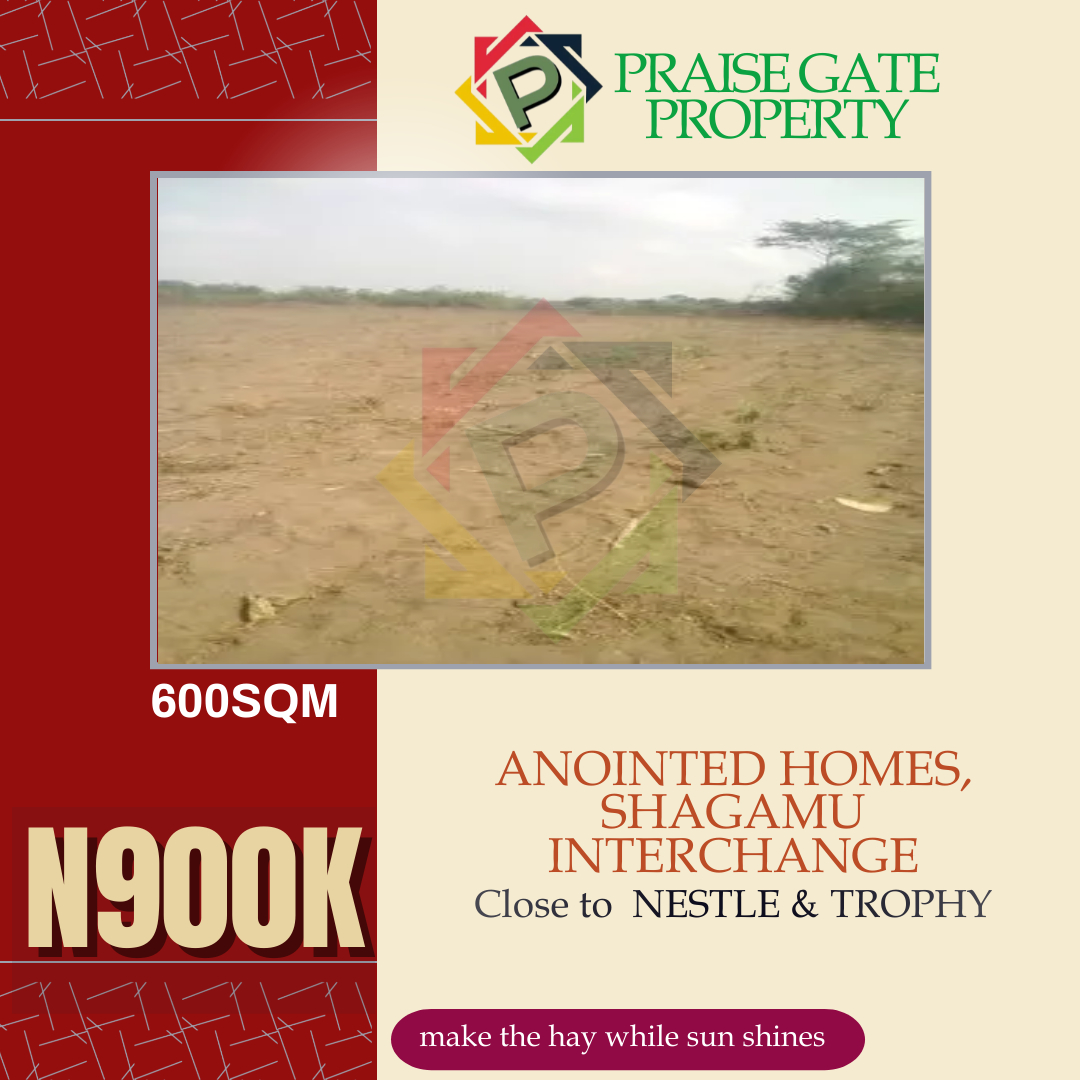 P
PRAISE GATE
PROPERTY
P
600SQM
N900K
ANOINTED HOMES,
SHAGAMU
INTERCHANGE
Close to NESTLE & TROPHY
make the hay while sun shines